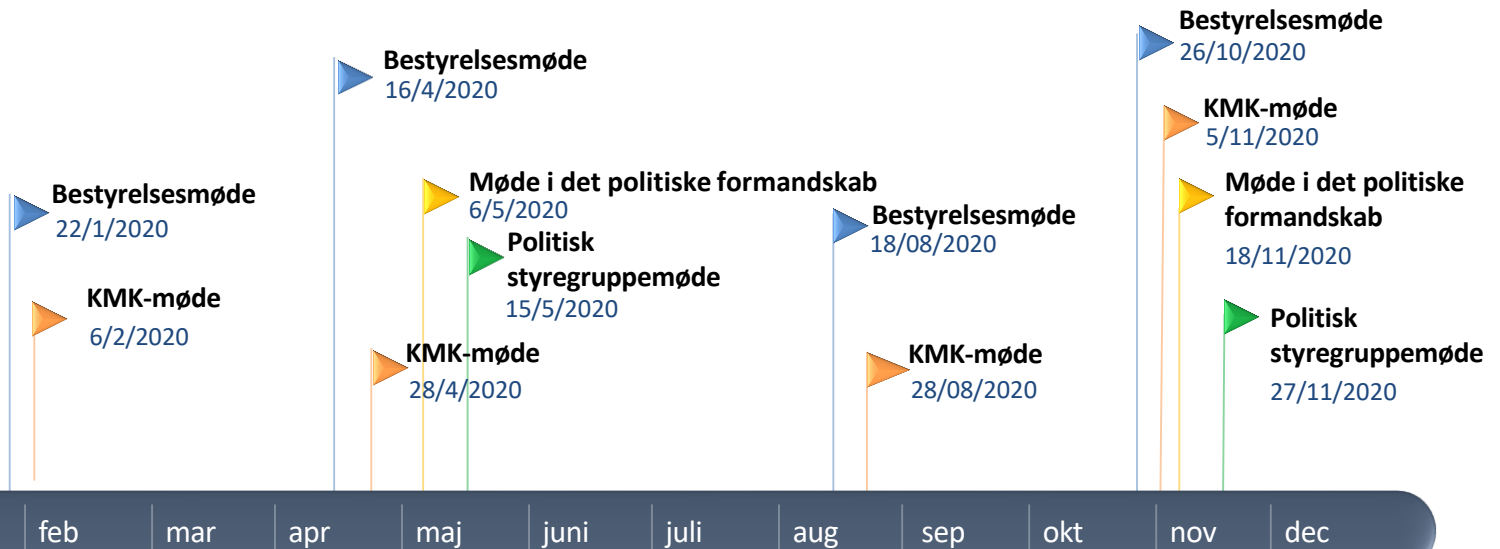 Bestyrelsesmøde
22/1/2020
KMK-møde
6/2/2020
Bestyrelsesmøde
16/4/2020
KMK-møde
28/4/2020
Møde i det politiske formandskab
6/5/2020
Politisk
styregruppemøde
15/5/2020
Bestyrelsesmøde
18/08/2020
KMK-møde
28/08/2020
Bestyrelsesmøde
26/10/2020
KMK-møde
5/11/2020
Møde i det politiske
formandskab
18/11/2020
Politisk
styregruppemøde
27/11/2020
feb mar apr maj juni juli aug sep okt nov dec